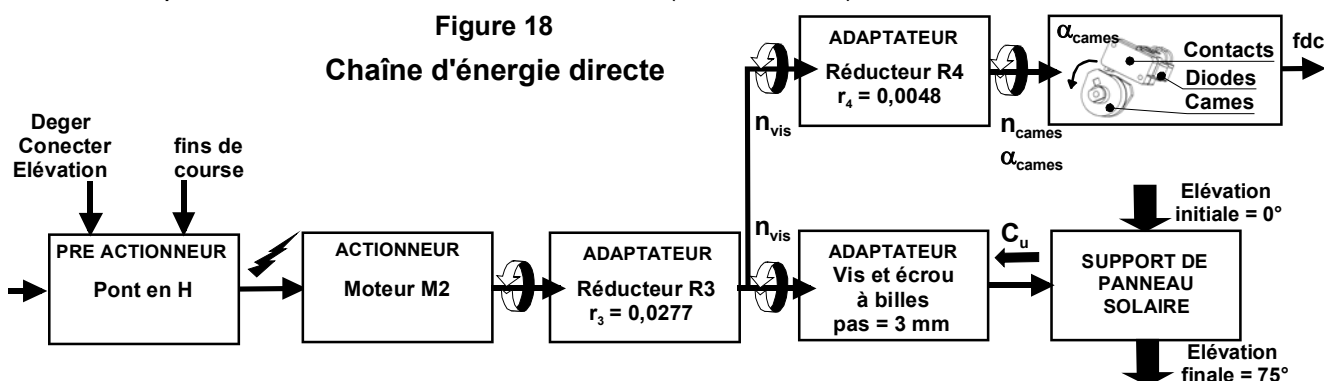 Figure 18
Chaîne d'énergie directe
Deger
Conecter
Elévation
fins de
course
PRE ACTIONNEUR
Pont en H
ACTIONNEUR
Moteur M2
ADAPTATEUR
Réducteur R3
r3 = 0,0277
nvis
ADAPTATEUR
Réducteur R4
r4 = 0,0048
ncames
αcames
αcames
Contacts
Diodes
Cames
fdc
nvis
ADAPTATEUR
Vis et écrou
à billes
pas = 3 mm
Cu
Elévation
initiale = 0°
SUPPORT DE
PANNEAU
SOLAIRE
Elévation
finale = 75°